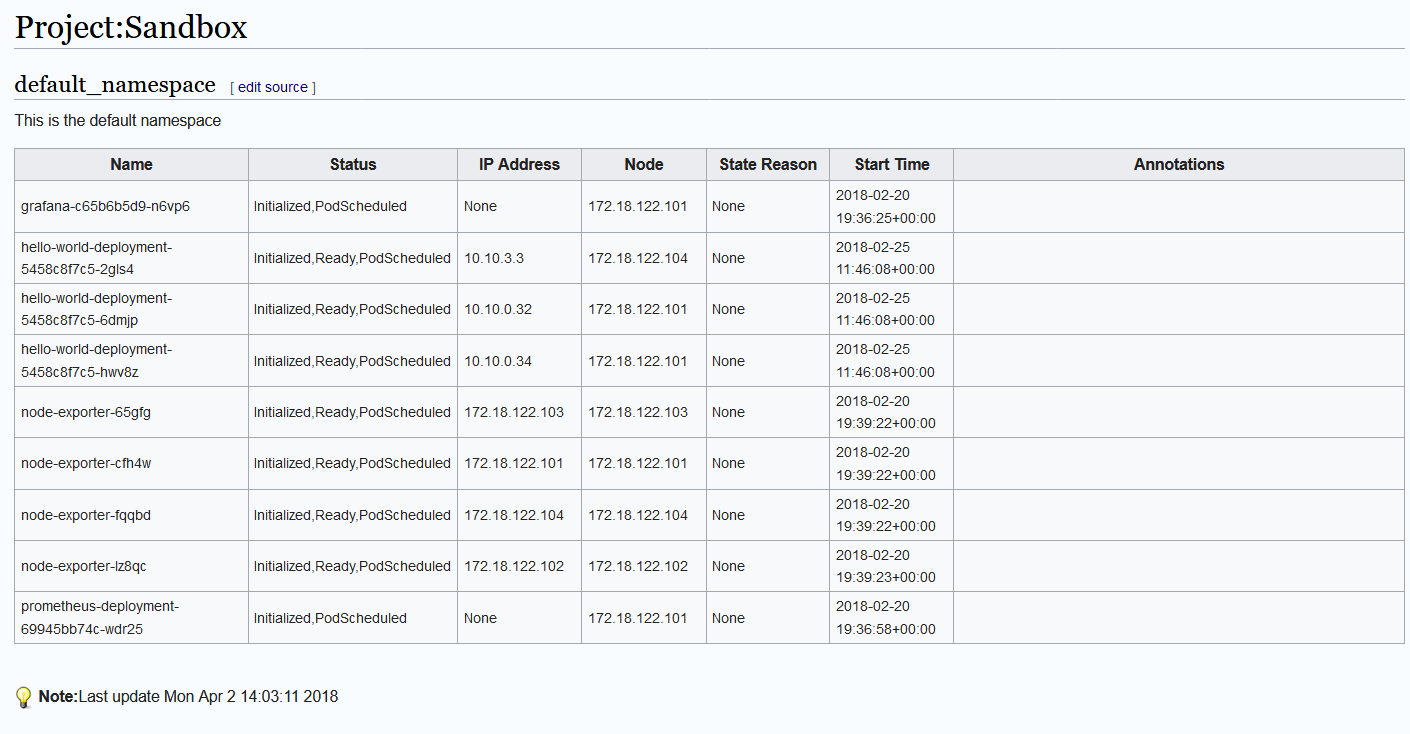 Project:Sandbox
default_namespace [ edit source ]
This is the default namespace
Name Status IP Address Node State Reason Start Time Annotations
grafana-c65b6b5d9-n6vp6 Initialized,PodScheduled None 172.18.122.101 None 2018-02-20
19:36:25+00:00
hello-world-deployment-
5458c8f7c5-2gls4 Initialized,Ready,PodScheduled 10.10.3.3 172.18.122.104 None 2018-02-25
11:46:08+00:00
hello-world-deployment-
5458c8f7c5-6dmjp Initialized,Ready,PodScheduled 10.10.0.32 172.18.122.101 None 2018-02-25
11:46:08+00:00
hello-world-deployment-
5458c8f7c5-hwv8z Initialized,Ready,PodScheduled 10.10.0.34 172.18.122.101 None 2018-02-25
11:46:08+00:00
node-exporter-65gfg Initialized,Ready,PodScheduled 172.18.122.103 172.18.122.103 None 2018-02-20
19:39:22+00:00
node-exporter-cfh4w Initialized,Ready,PodScheduled 172.18.122.101 172.18.122.101 None 2018-02-20
19:39:22+00:00
node-exporter-fqqbd Initialized,Ready,PodScheduled 172.18.122.104 172.18.122.104 None 2018-02-20
19:39:22+00:00
node-exporter-lz8qc Initialized,Ready,PodScheduled 172.18.122.102 172.18.122.102 None 2018-02-20
19:39:23+00:00
prometheus-deployment-
69945bb74c-wdr25 Initialized,PodScheduled None 172.18.122.101 None 2018-02-20
19:36:58+00:00
Note:Last update Mon Apr 2 14:03:11 2018